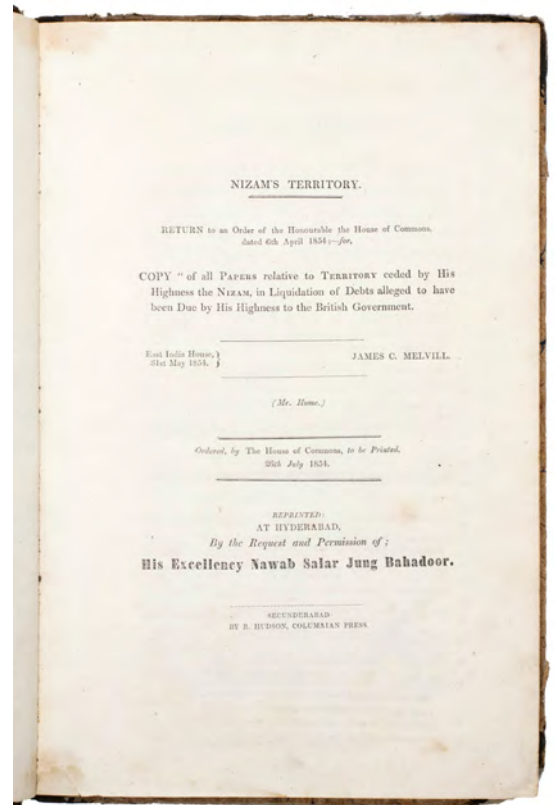 NIZAM'S TERRITORY.
RETURN to an Order of the Honourable the House of Commons,
dated 6th April 1854;—for,
COPY "of all PAPERS relative to TERRITORY ceded by His
Highness the NIZAM, in Liquidation of Debts alleged to have
been Due by His Highness to the British Government.
East India House, }
31st May 1854. }
JAMES C. MELVILL.
(Mr. Hume.)
Ordered, by The House of Commons, to be Printed,
26th July 1854.
REPRINTED:
AT HYDERABAD,
By the Request and Permission of;
His Excellency Nawab Salar Jung Bahadoor.
SECUNDERABAD
BY R. HUDSON, COLUMBIAN PRESS.